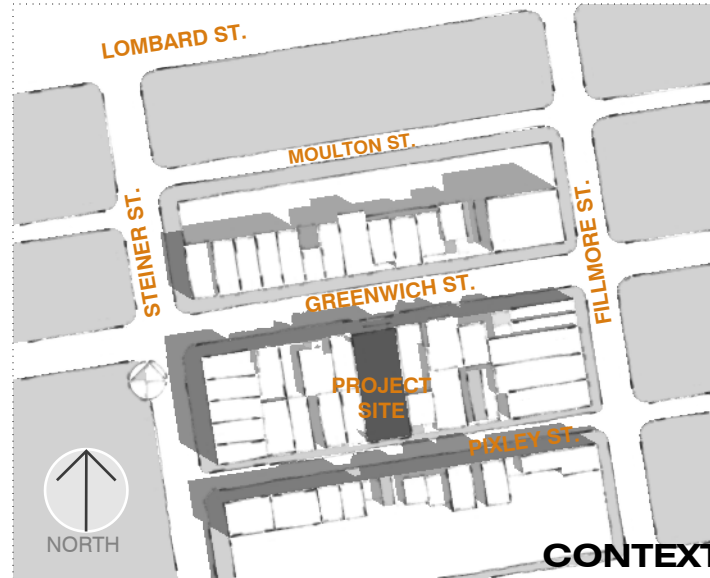 LOMBARD ST.
MOULTON ST.
STEINER ST.
FILLMORE ST.
GREENWICH ST.
PROJECT
SITE
PIXLEY ST.
NORTH
CONTEXT